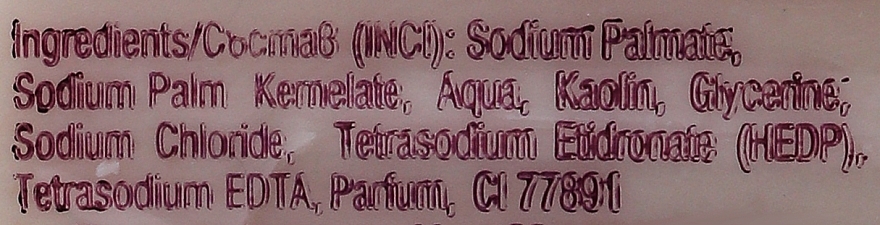 Ingredients/Состав (INCI): Sodium Palmate,
Sodium Palm Kernelate, Aqua, Kaolin, Glycerine,
Sodium Chloride, Tetrasodium Etidronate (HEDP),
Tetrasodium EDTA, Parfum, CI 77891